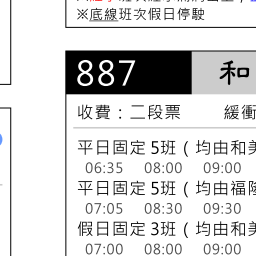 ※底線班次假日停駛
887 和
收費：二段票 緩衝
平日固定 5班 ( 均由和美
06:35 08:00 09:00
平日固定 5班 ( 均由福隆
07:05 08:30 09:30
假日固定 3班 ( 均由和美
07:00 08:00 09:00